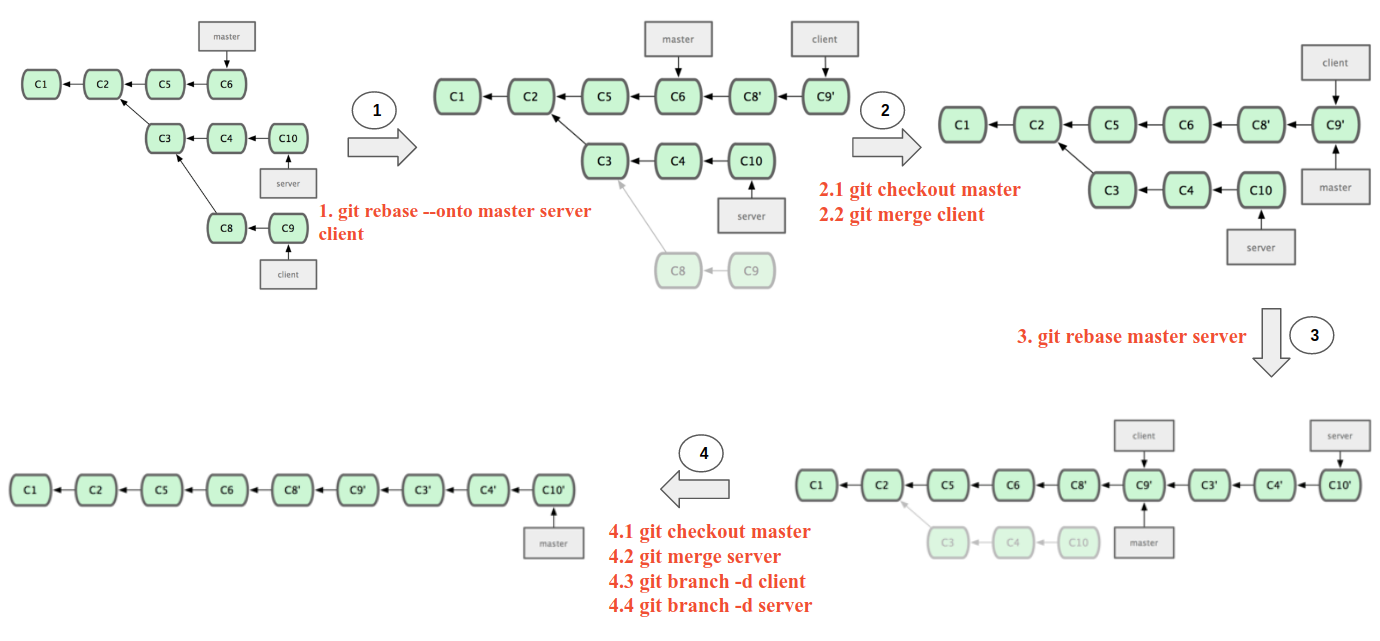 master
C1 C2 C5 C6
C3 C4 C10
server
C8 C9
client
1
1. git rebase --onto master server
client
master client
C1 C2 C5 C6 C8' C9'
C3 C4 C10
server
C8 C9
2
2.1 git checkout master
2.2 git merge client
client
C1 C2 C5 C6 C8' C9'
C3 C4 C10 master
server
3. git rebase master server
3
client server
C1 C2 C5 C6 C8' C9' C3' C4' C10'
C3 C4 C10 master
4
4.1 git checkout master
4.2 git merge server
4.3 git branch -d client
4.4 git branch -d server
C1 C2 C5 C6 C8' C9' C3' C4' C10'
master